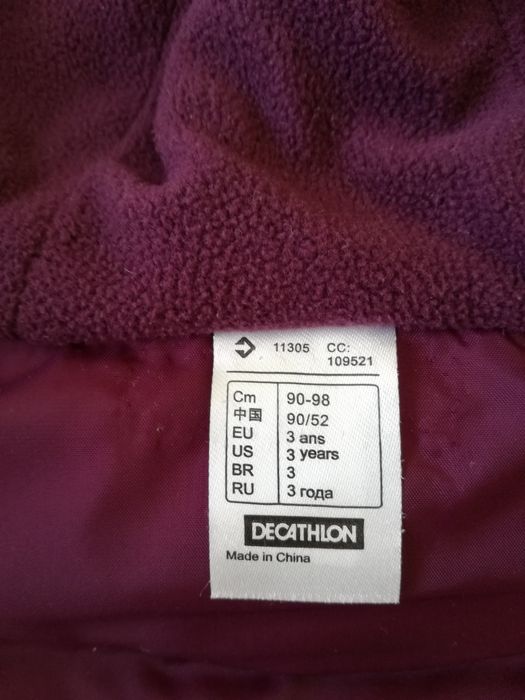 11305 CC:
109521
Cm 90-98
中国 90/52
EU 3 ans
US 3 years
BR 3
RU 3 года
DECATHLON
Made in China